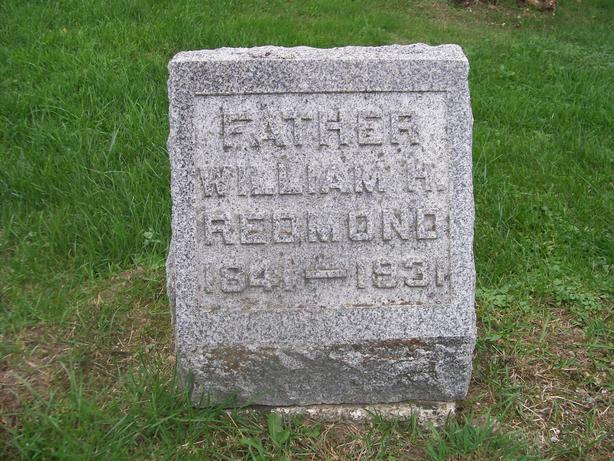 FATHER
WILLIAM H.
REDMOND
1841 — 1931